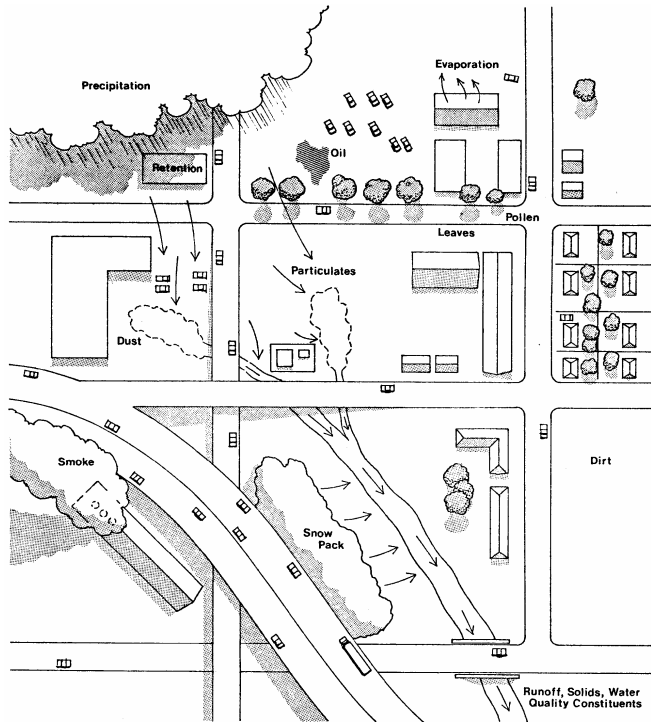 Precipitation
Evaporation
Oil
Retention
Pollen
Leaves
Particulates
Dust
Smoke
Dirt
Snow
Pack
Runoff, Solids, Water
Quality Constituents